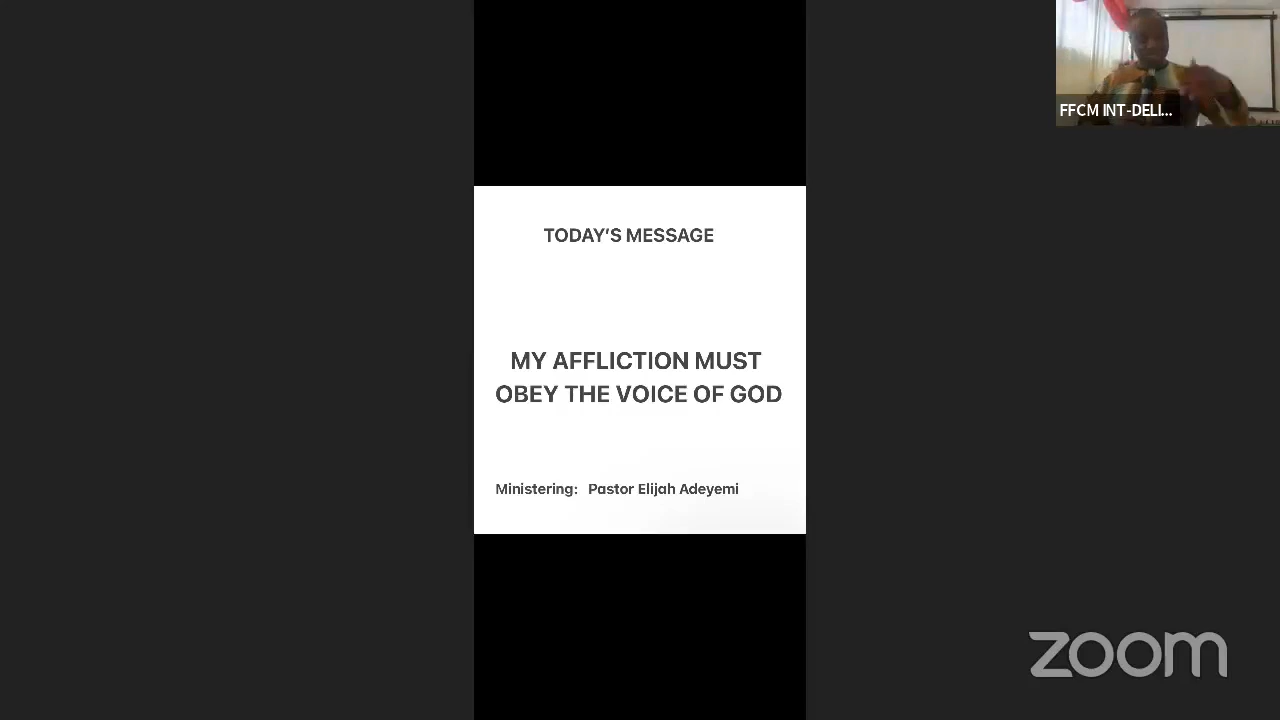 FFCM INT-DELI...
TODAY'S MESSAGE
MY AFFLICTION MUST
OBEY THE VOICE OF GOD
Ministering: Pastor Elijah Adeyemi
zoom